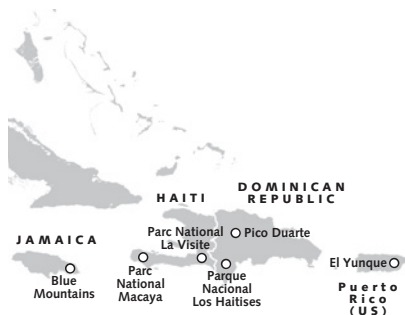 DOMINICAN
REPUBLIC
HAITI
JAMAICA
Parc National
La Visite
Pico Duarte
Blue
Mountains
Parc
National
Macaya
Parque
Nacional
Los Haitises
El Yunque
Puerto
Rico
(US)